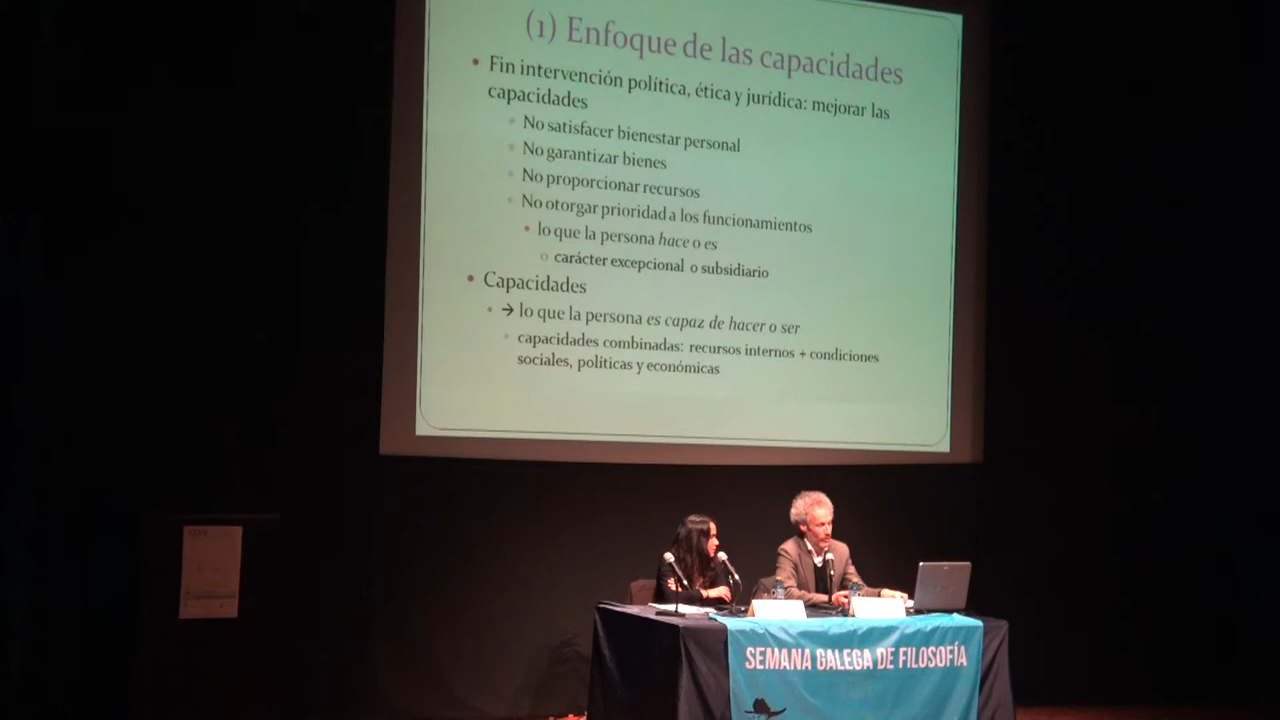 (1) Enfoque de las capacidades
• Fin intervención política, ética y jurídica: mejorar las
capacidades
• No satisfacer bienestar personal
• No garantizar bienes
• No proporcionar recursos
• No otorgar prioridad a los funcionamientos
• lo que la persona hace o es
○ carácter excepcional o subsidiario
• Capacidades
• → lo que la persona es capaz de hacer o ser
• capacidades combinadas: recursos internos + condiciones
sociales, políticas y económicas
SEMANA GALEGA DE FILOSOFÍA